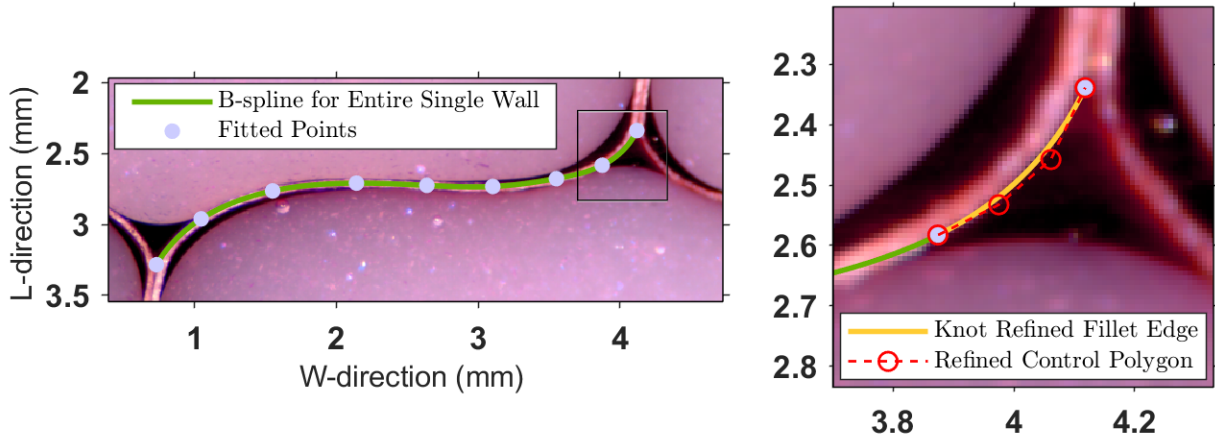 2
2.5
3
3.5
L-direction (mm)
B-spline for Entire Single Wall
Fitted Points
1
2
3
4
W-direction (mm)
2.3
2.4
2.5
2.6
2.7
2.8
Knot Refined Fillet Edge
Refined Control Polygon
3.8
4
4.2